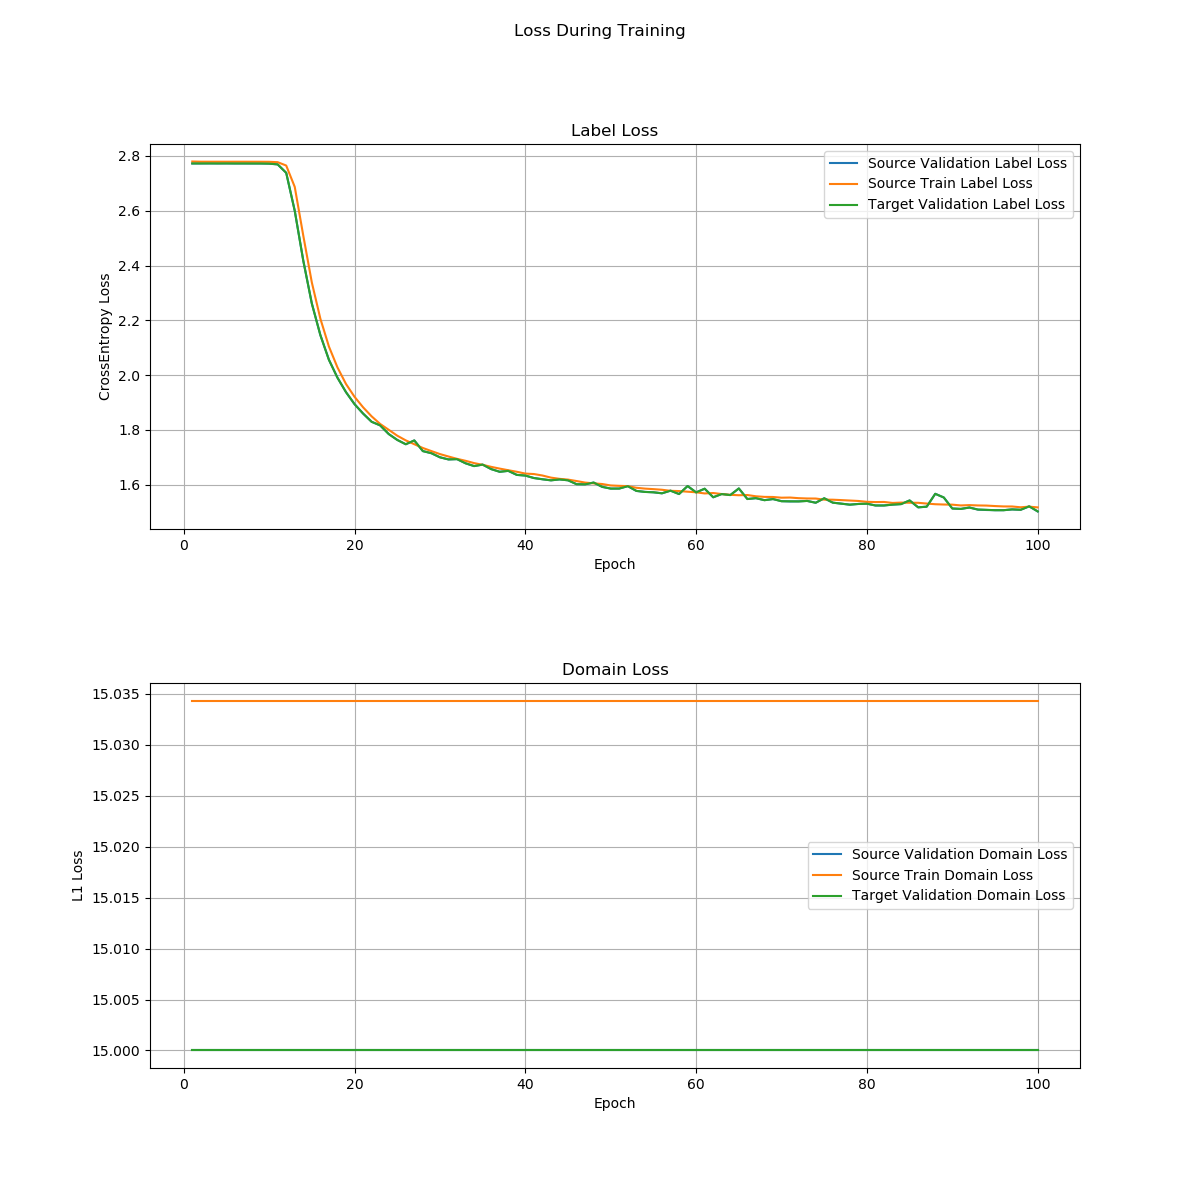 Loss During Training
Label Loss
2.8
2.6
2.4
2.2
2.0
1.8
1.6
CrossEntropy Loss
Source Validation Label Loss
Source Train Label Loss
Target Validation Label Loss
0 20 40 60 80 100
Epoch
Domain Loss
15.035
15.030
15.025
15.020
15.015
15.010
15.005
15.000
L1 Loss
Source Validation Domain Loss
Source Train Domain Loss
Target Validation Domain Loss
0 20 40 60 80 100
Epoch